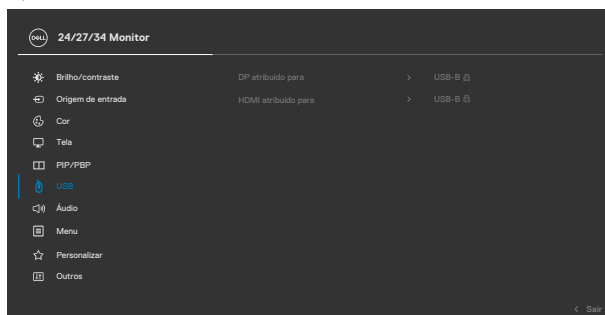 DELL 24/27/34 Monitor
Brilho/contraste DP atribuído para > USB-B
Origem de entrada HDMI atribuído para > USB-B
Cor
Tela
PIP/PBP
USB
Áudio
Menu
Personalizar
Outros
< Sair